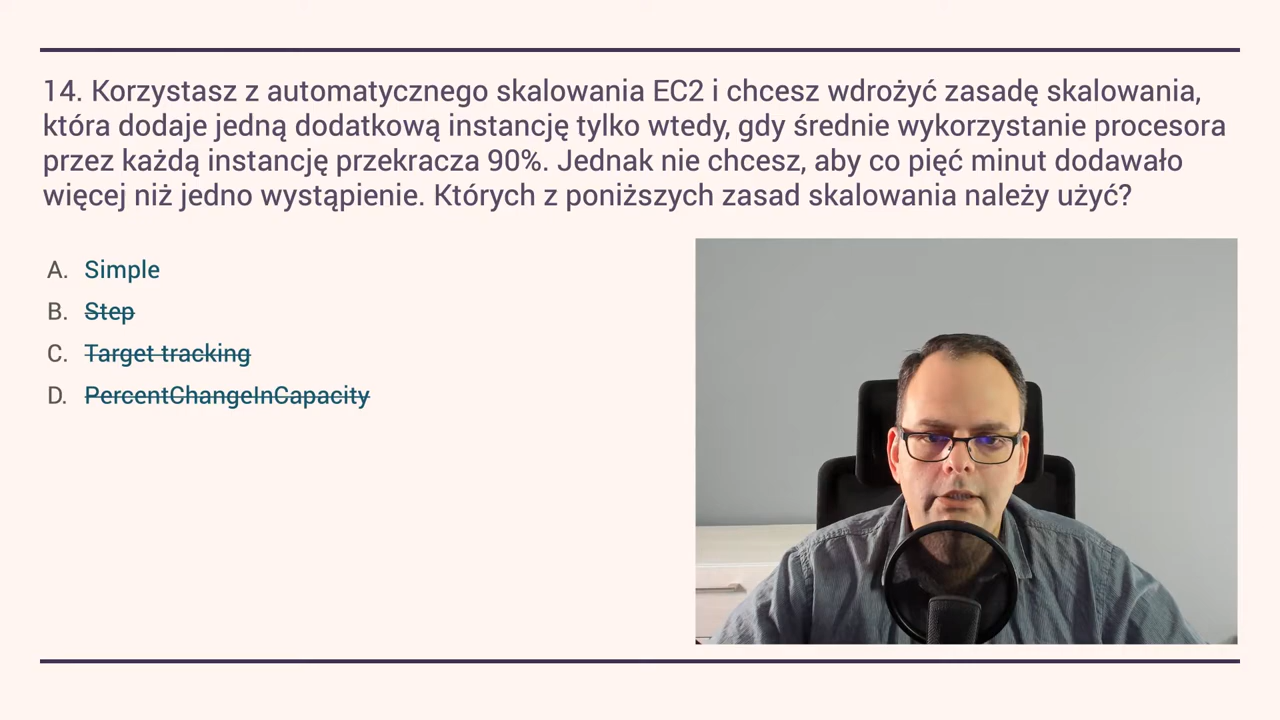 14. Korzystasz z automatycznego skalowania EC2 i chcesz wdrożyć zasadę skalowania,
która dodaje jedną dodatkową instancję tylko wtedy, gdy średnie wykorzystanie procesora
przez każdą instancję przekracza 90%. Jednak nie chcesz, aby co pięć minut dodawało
więcej niż jedno wystąpienie. Których z poniższych zasad skalowania należy użyć?
A. Simple
B. Step
C. Target tracking
D. PercentChangeInCapacity